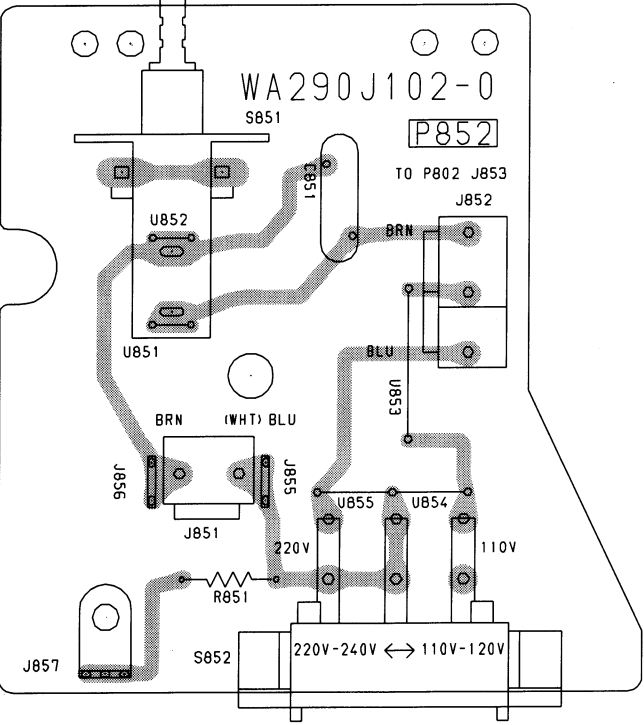 WA290J102-0
S851
P852
C851
TO P802 J853
J852
U852
BRN
U851
BLU
U853
BRN (WHT) BLU
J856
J855
J851
U855 U854
220V
110V
R851
J857
S852
220V-240V ↔ 110V-120V